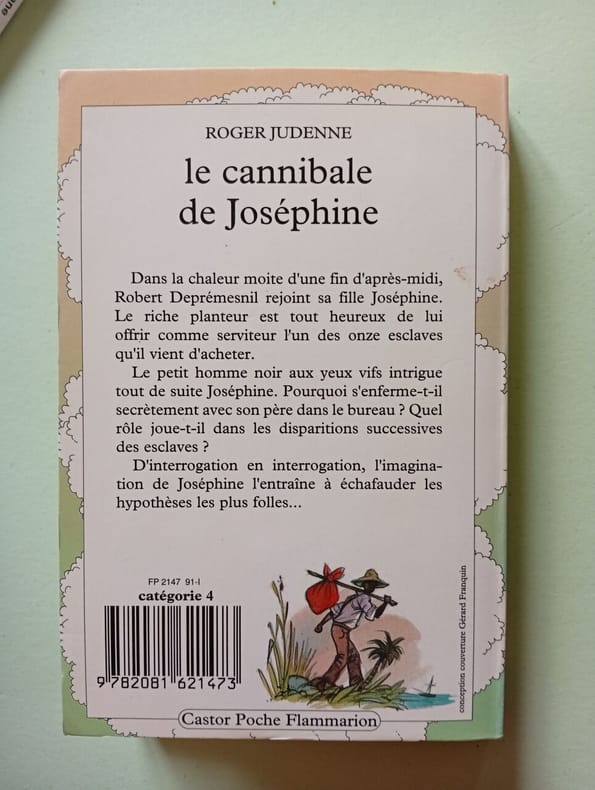 ROGER JUDENNE
le cannibale
de Joséphine
Dans la chaleur moite d'une fin d'après-midi,
Robert Deprémesnil rejoint sa fille Joséphine.
Le riche planteur est tout heureux de lui
offrir comme serviteur l'un des onze esclaves
qu'il vient d'acheter.
Le petit homme noir aux yeux vifs intrigue
tout de suite Joséphine. Pourquoi s'enferme-t-il
secrètement avec son père dans le bureau ? Quel
rôle joue-t-il dans les disparitions successives
des esclaves ?
D'interrogation en interrogation, l'imagina-
tion de Joséphine l'entraîne à échafauder les
hypothèses les plus folles...
FP 2147 91-I
catégorie 4
9 782081 621473
conception couverture Gérard Franquin
Castor Poche Flammarion